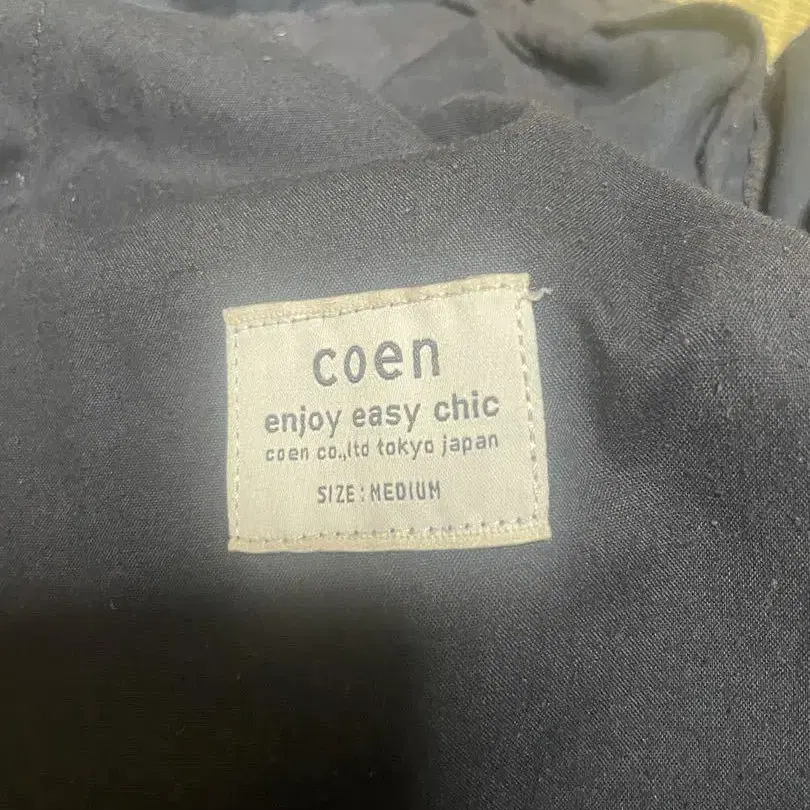 coen
enjoy easy chic
coen co.,ltd tokyo japan
SIZE:MEDIUM